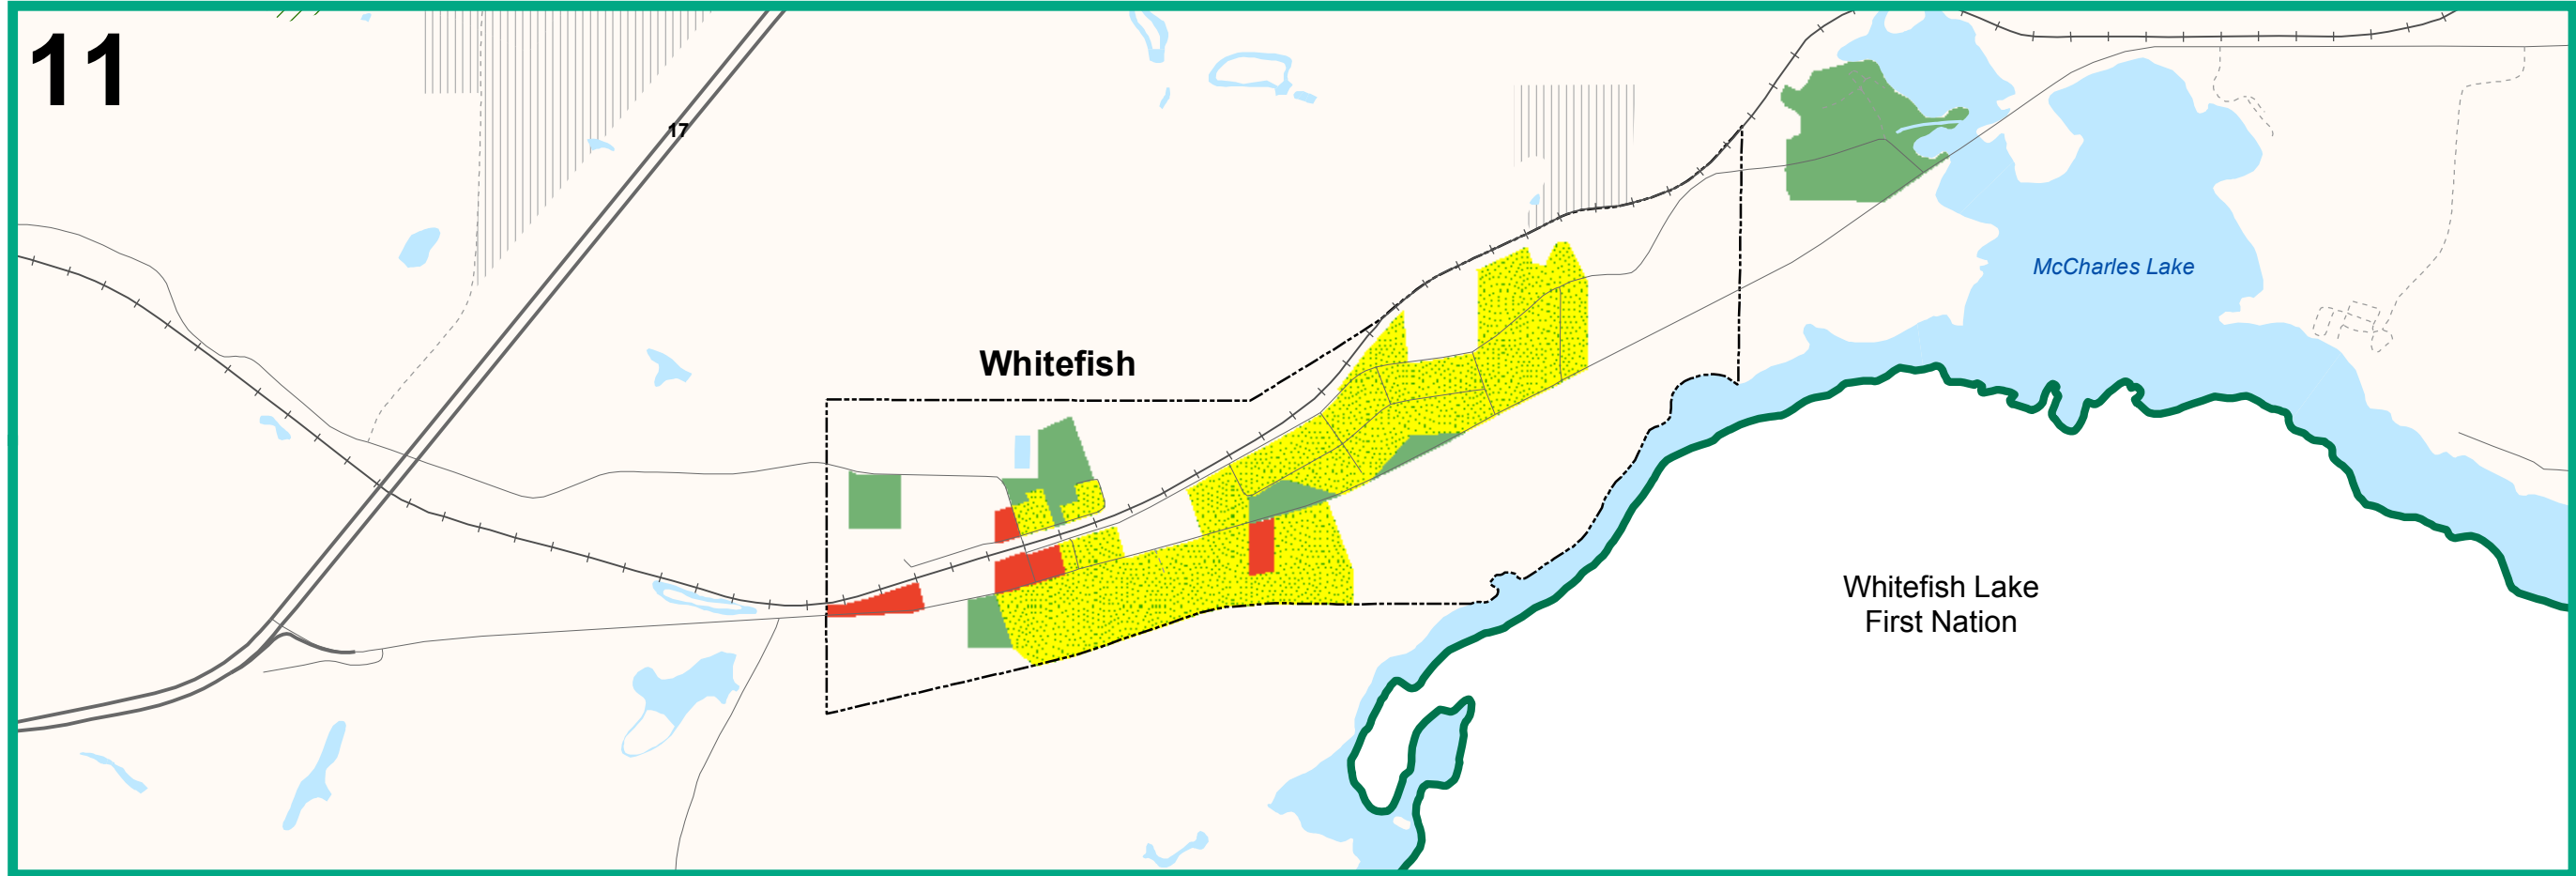 11
17
McCharles Lake
Whitefish
Whitefish Lake
First Nation